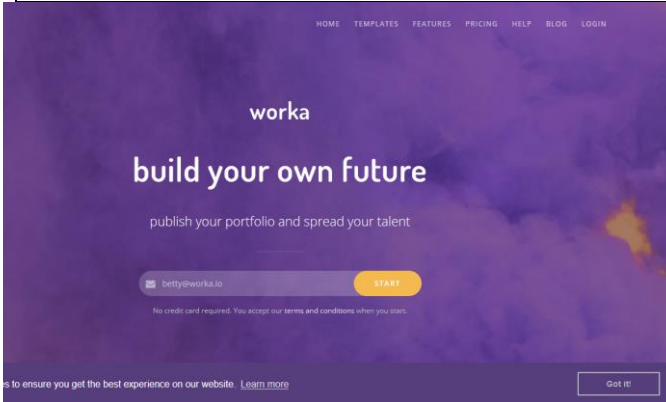 HOME TEMPLATES FEATURES PRICING HELP BLOG LOGIN
worka
build your own future
publish your portfolio and spread your talent
betty@worka.io START
No credit card required. You accept our terms and conditions when you start.
to ensure you get the best experience on our website. Learn more Got it!